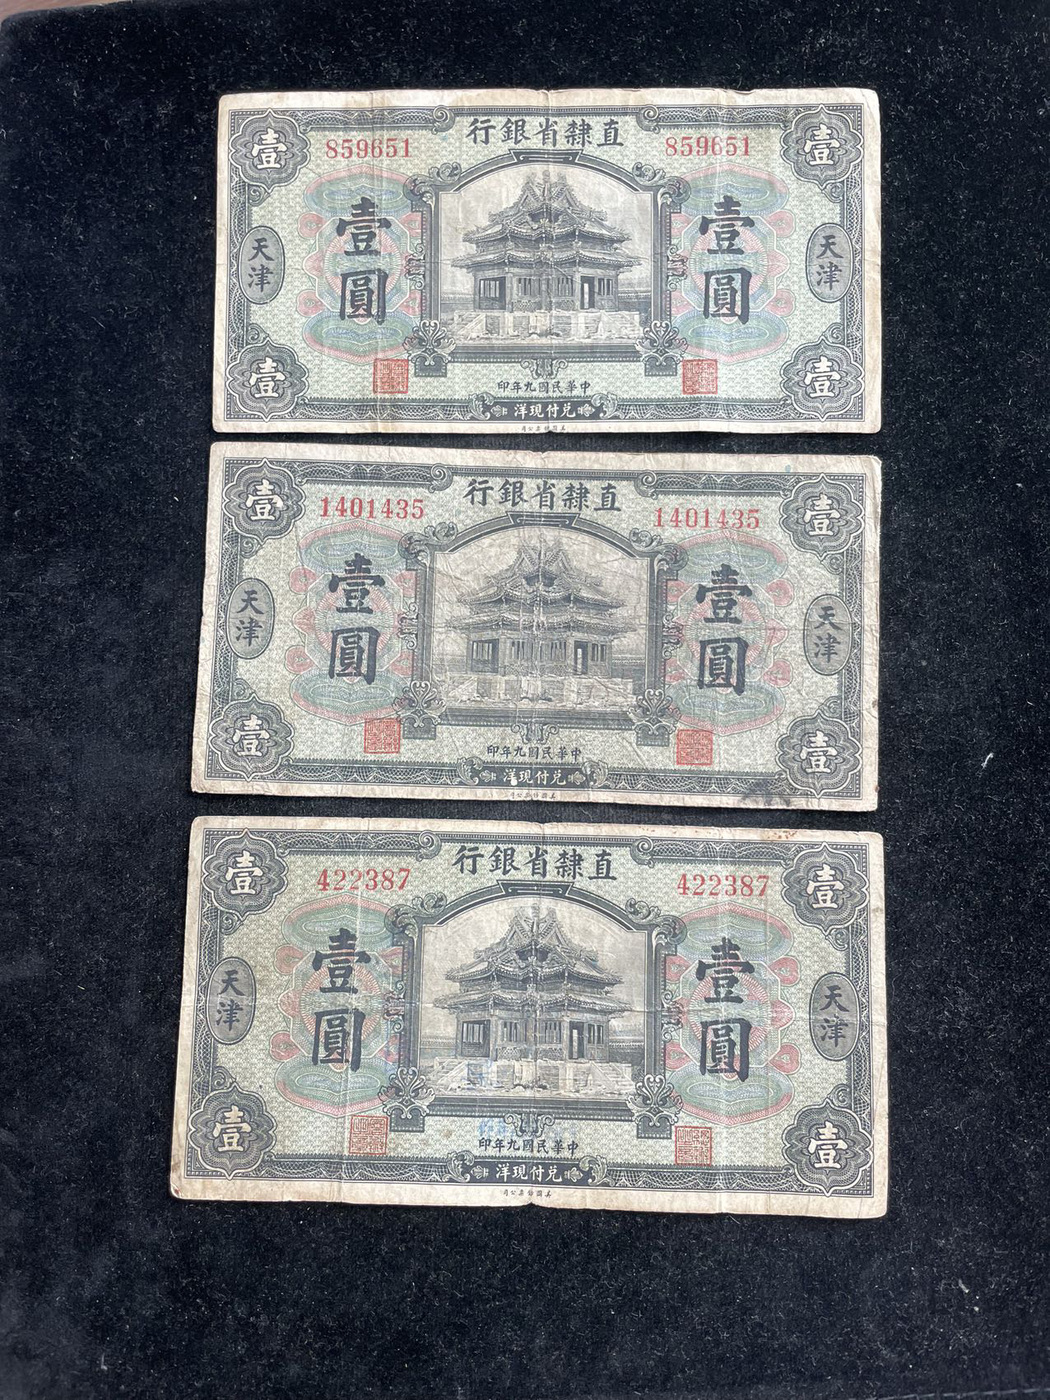 壹
直隸省銀行
壹
859651
859651
壹圓
壹圓
天津
天津
壹
中華民國九年印
兌付現洋
壹
壹
直隸省銀行
壹
1401435
1401435
壹圓
壹圓
天津
天津
壹
中華民國九年印
兌付現洋
壹
壹
直隸省銀行
壹
422387
422387
壹圓
壹圓
天津
天津
壹
中華民國九年印
兌付現洋
壹